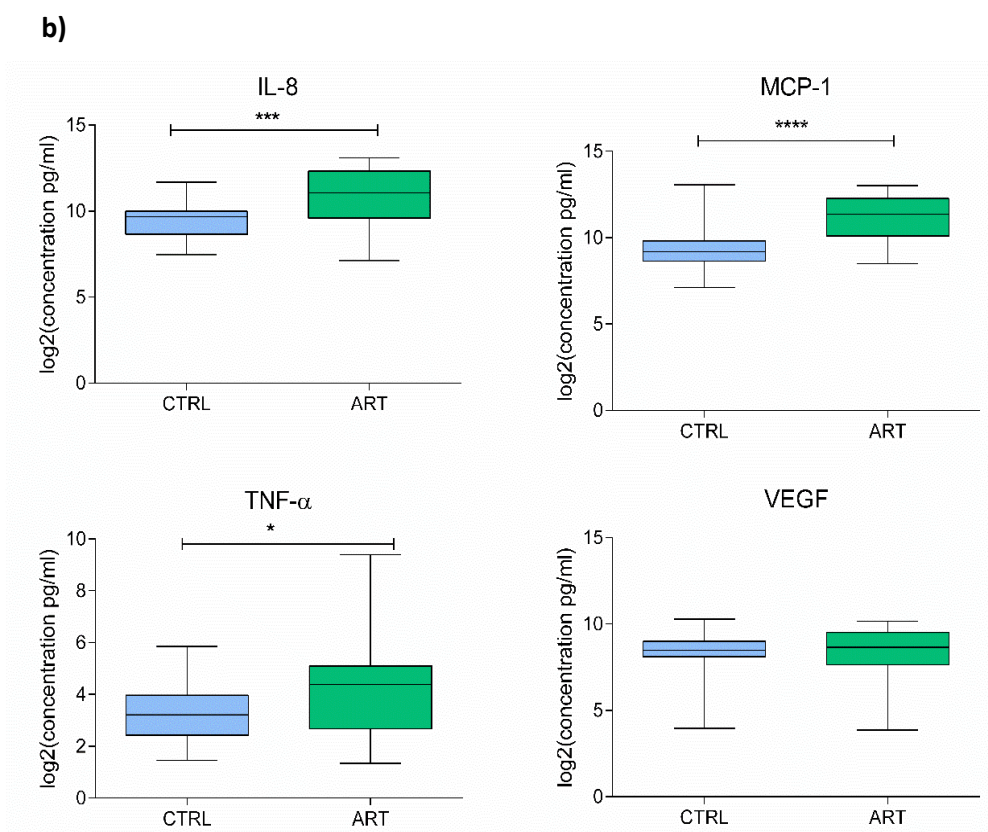 b)
IL-8
***
log2(concentration pg/ml)
15
10
5
0
CTRL ART
MCP-1
****
log2(concentration pg/ml)
15
10
5
0
CTRL ART
TNF-α
*
log2(concentration pg/ml)
10
8
6
4
2
0
CTRL ART
VEGF
log2(concentration pg/ml)
15
10
5
0
CTRL ART